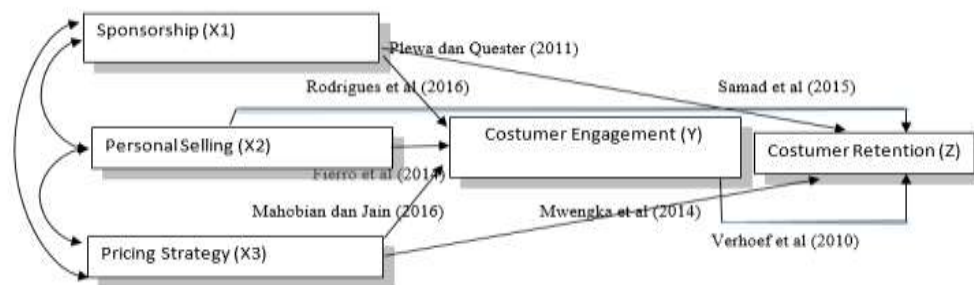 Sponsorship (X1)
Plewa dan Quester (2011)
Rodrigues et al (2016)
Samad et al (2015)
Personal Selling (X2)
Costumer Engagement (Y)
Costumer Retention (Z)
Fierro et al (2014)
Mahobian dan Jain (2016)
Mwengka et al (2014)
Pricing Strategy (X3)
Verhoef et al (2010)